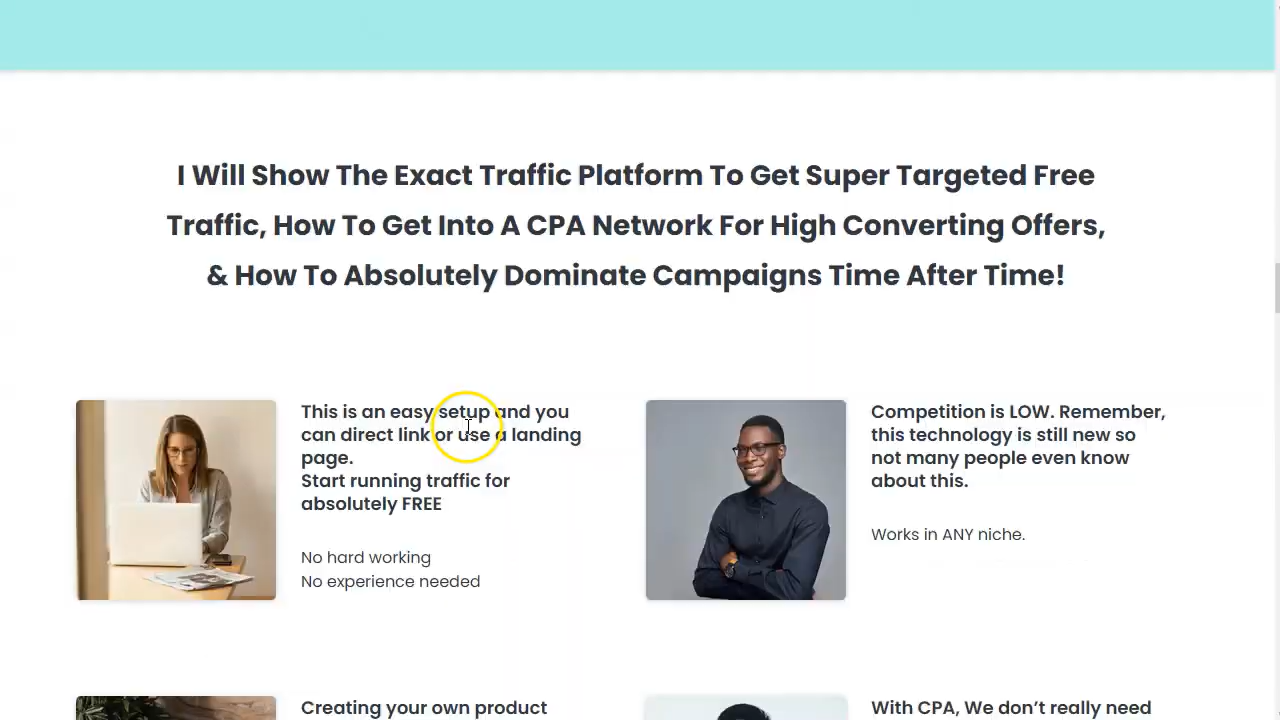 I Will Show The Exact Traffic Platform To Get Super Targeted Free
Traffic, How To Get Into A CPA Network For High Converting Offers,
& How To Absolutely Dominate Campaigns Time After Time!
This is an easy setup and you
can direct link or use a landing
page.
Start running traffic for
absolutely FREE
No hard working
No experience needed
Competition is LOW. Remember,
this technology is still new so
not many people even know
about this.
Works in ANY niche.
Creating your own product
With CPA, We don’t really need